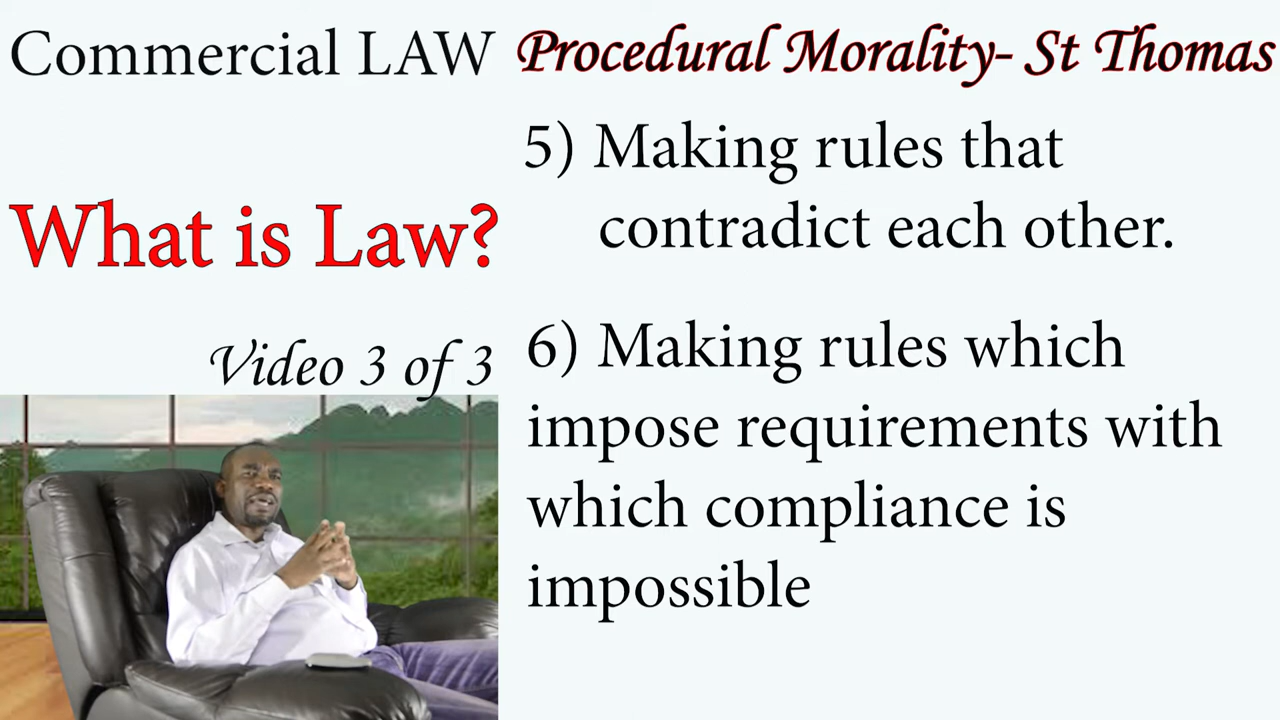 Commercial LAW
What is Law?
Video 3 of 3
Procedural Morality- St Thomas
5) Making rules that
contradict each other.
6) Making rules which
impose requirements with
which compliance is
impossible